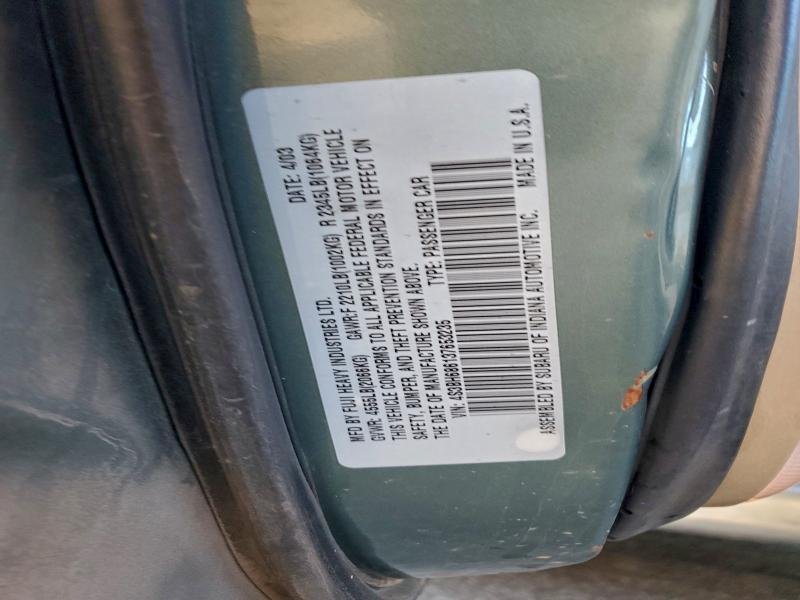 MFD BY FUJI HEAVY INDUSTRIES LTD. DATE: 4/03
GVWR: 4555LB(2066KG) GAWR:F 2210LB(1002KG) R 2345LB(1064KG)
THIS VEHICLE CONFORMS TO ALL APPLICABLE FEDERAL MOTOR VEHICLE
SAFETY, BUMPER, AND THEFT PREVENTION STANDARDS IN EFFECT ON
THE DATE OF MANUFACTURE SHOWN ABOVE.
VIN: 4S3BH686137653235 TYPE: PASSENGER CAR
ASSEMBLED BY SUBARU OF INDIANA AUTOMOTIVE INC. MADE IN U.S.A.